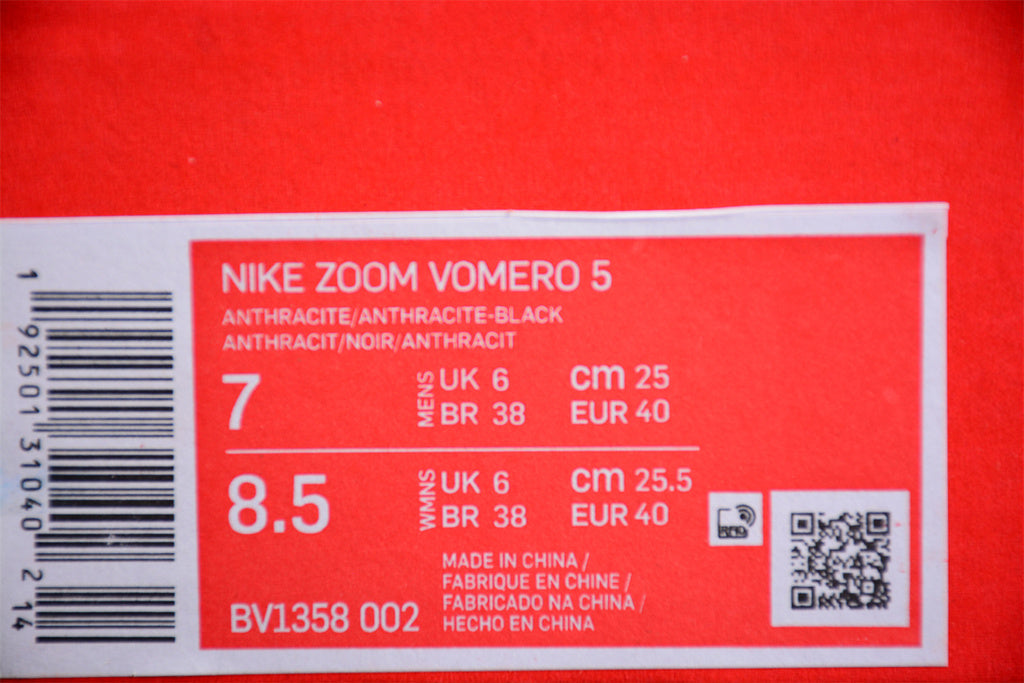 NIKE ZOOM VOMERO 5
ANTHRACITE/ANTHRACITE-BLACK
ANTHRACIT/NOIR/ANTHRACIT
7 MENS UK 6 cm 25
BR 38 EUR 40
8.5 WMNS UK 6 cm 25.5
BR 38 EUR 40
MADE IN CHINA /
FABRIQUE EN CHINE /
FABRICADO NA CHINA /
HECHO EN CHINA
BV1358 002
1 92501 31040 2 14
RFID